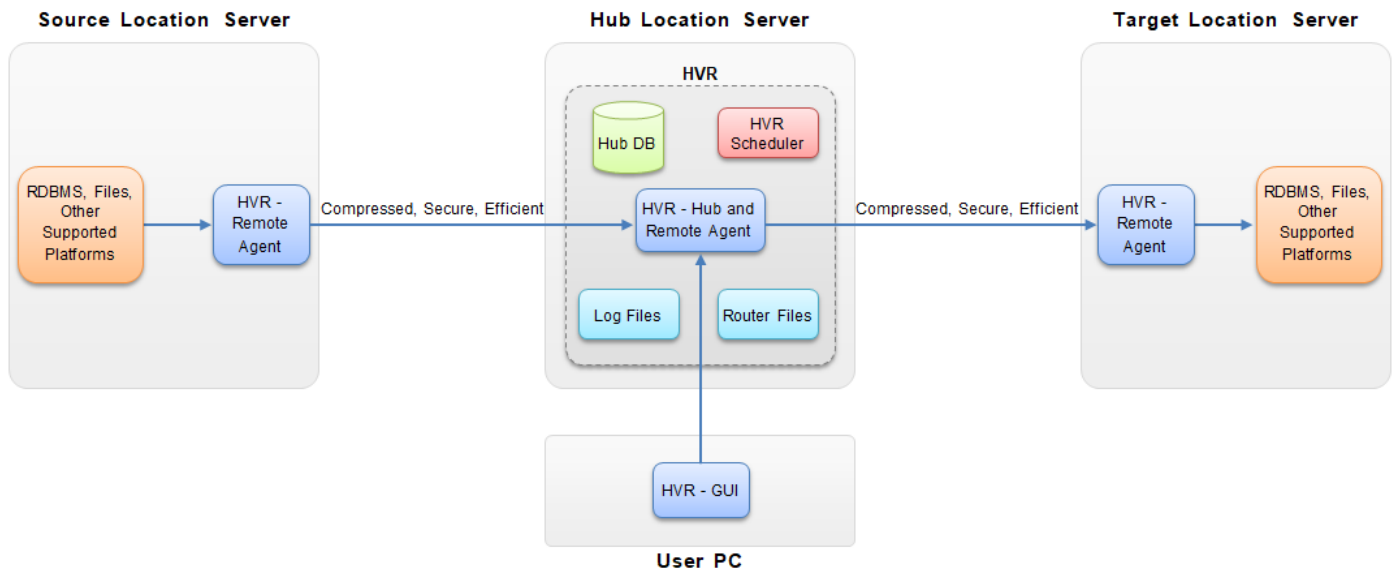 Source Location Server
Hub Location Server
Target Location Server
HVR
Hub DB
HVR
Scheduler
RDBMS, Files,
Other
Supported
Platforms
HVR -
Remote
Agent
Compressed, Secure, Efficient
HVR - Hub and
Remote Agent
Compressed, Secure, Efficient
HVR -
Remote
Agent
RDBMS, Files,
Other
Supported
Platforms
Log Files
Router Files
HVR - GUI
User PC